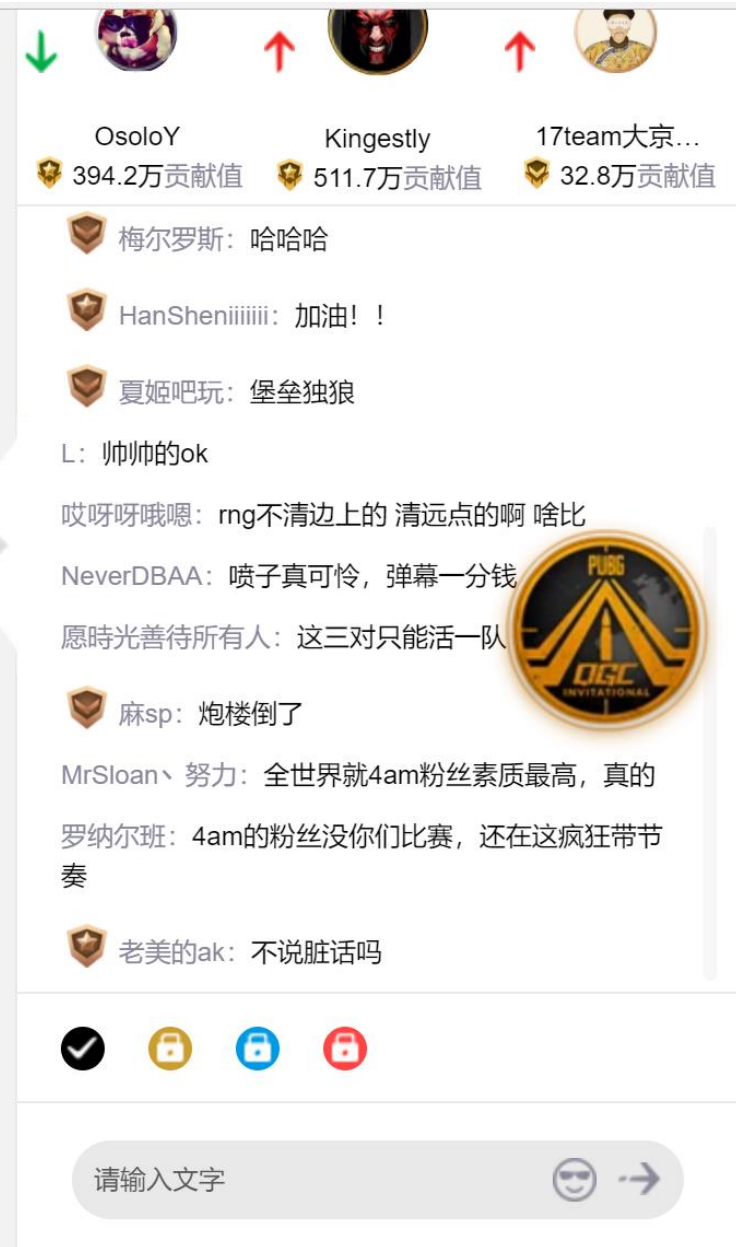 OsoloY
Kingestly
17team大京…
394.2万贡献值
511.7万贡献值
32.8万贡献值
梅尔罗斯：哈哈哈
HanSheniiiiiii：加油！！
夏姬吧玩：堡垒独狼
L：帅帅的ok
哎呀呀哦嗯：rng不清边上的 清远点的啊 啥比
NeverDBAA：喷子真可怜，弹幕一分钱
愿時光善待所有人：这三对只能活一队
PUBG
QGC
INVITATIONAL
麻sp：炮楼倒了
MrSloan丶努力：全世界就4am粉丝素质最高，真的
罗纳尔班：4am的粉丝没你们比赛，还在这疯狂带节
奏
老美的ak：不说脏话吗
请输入文字